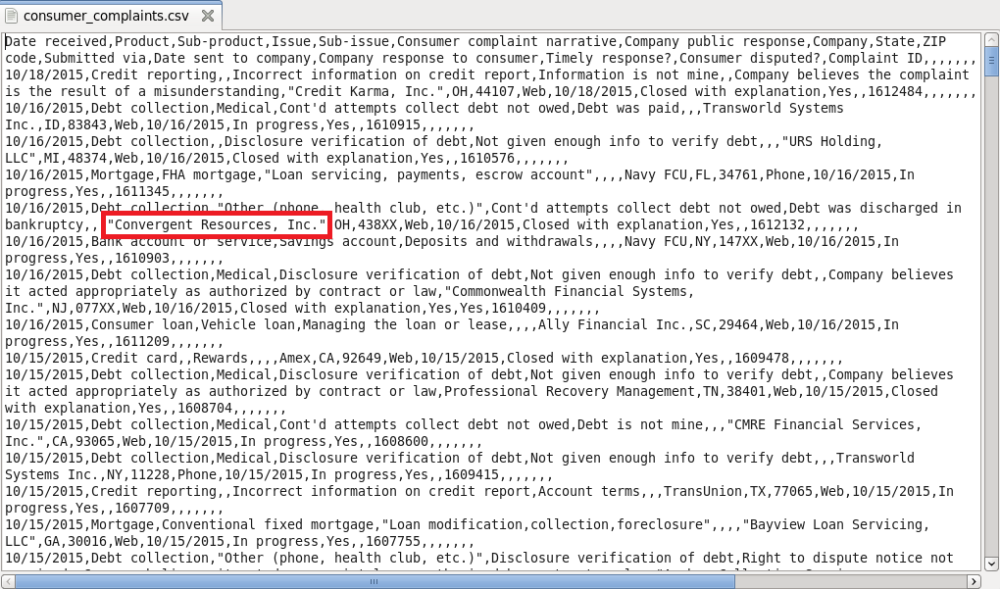 consumer_complaints.csv
Date received,Product,Sub-product,Issue,Sub-issue,Consumer complaint narrative,Company public response,Company,State,ZIP
code,Submitted via,Date sent to company,Company response to consumer,Timely response?,Consumer disputed?,Complaint ID,,,,,,,
10/18/2015,Credit reporting,,Incorrect information on credit report,Information is not mine,,Company believes the complaint
is the result of a misunderstanding,"Credit Karma, Inc.",OH,44107,Web,10/18/2015,Closed with explanation,Yes,,1612484,,,,,,,
10/16/2015,Debt collection,Medical,Cont'd attempts collect debt not owed,Debt was paid,,,Transworld Systems
Inc.,ID,83843,Web,10/16/2015,In progress,Yes,,1610915,,,,,,,
10/16/2015,Debt collection,,Disclosure verification of debt,Not given enough info to verify debt,,,"URS Holding,
LLC",MI,48374,Web,10/16/2015,Closed with explanation,Yes,,1610576,,,,,,,
10/16/2015,Mortgage,FHA mortgage,"Loan servicing, payments, escrow account",,,,Navy FCU,FL,34761,Phone,10/16/2015,In
progress,Yes,,1611345,,,,,,,
10/16/2015,Debt collection,"Other (phone, health club, etc.)",Cont'd attempts collect debt not owed,Debt was discharged in
bankruptcy,, "Convergent Resources, Inc." OH,438XX,Web,10/16/2015,Closed with explanation,Yes,,1612132,,,,,,,
10/16/2015,Bank account or service,Savings account,Deposits and withdrawals,,,,Navy FCU,NY,147XX,Web,10/16/2015,In
progress,Yes,,1610903,,,,,,,
10/16/2015,Debt collection,Medical,Disclosure verification of debt,Not given enough info to verify debt,,Company believes
it acted appropriately as authorized by contract or law,"Commonwealth Financial Systems,
Inc.",NJ,077XX,Web,10/16/2015,Closed with explanation,Yes,Yes,1610409,,,,,,,
10/16/2015,Consumer loan,Vehicle loan,Managing the loan or lease,,,,Ally Financial Inc.,SC,29464,Web,10/16/2015,In
progress,Yes,,1611209,,,,,,,
10/15/2015,Credit card,,Rewards,,,,Amex,CA,92649,Web,10/15/2015,Closed with explanation,Yes,,1609478,,,,,,,
10/15/2015,Debt collection,Medical,Disclosure verification of debt,Not given enough info to verify debt,,Company believes
it acted appropriately as authorized by contract or law,Professional Recovery Management,TN,38401,Web,10/15/2015,Closed
with explanation,Yes,,1608704,,,,,,,
10/15/2015,Debt collection,Medical,Cont'd attempts collect debt not owed,Debt is not mine,,,"CMRE Financial Services,
Inc.",CA,93065,Web,10/15/2015,In progress,Yes,,1608600,,,,,,,
10/15/2015,Debt collection,Medical,Disclosure verification of debt,Not given enough info to verify debt,,,Transworld
Systems Inc.,NY,11228,Phone,10/15/2015,In progress,Yes,,1609415,,,,,,,
10/15/2015,Credit reporting,,Incorrect information on credit report,Account terms,,,TransUnion,TX,77065,Web,10/15/2015,In
progress,Yes,,1607709,,,,,,,
10/15/2015,Mortgage,Conventional fixed mortgage,"Loan modification,collection,foreclosure",,,,"Bayview Loan Servicing,
LLC",GA,30016,Web,10/15/2015,In progress,Yes,,1607755,,,,,,,
10/15/2015,Debt collection,"Other (phone, health club, etc.)",Disclosure verification of debt,Right to dispute notice not